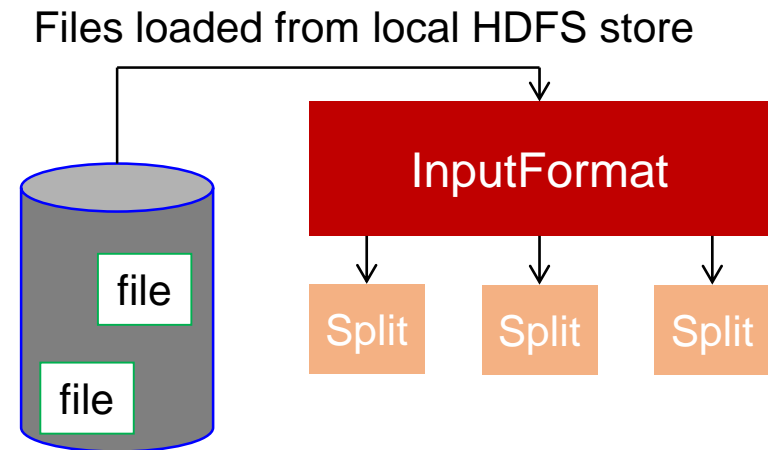 Files loaded from local HDFS store
InputFormat
file
Split
Split
Split
file